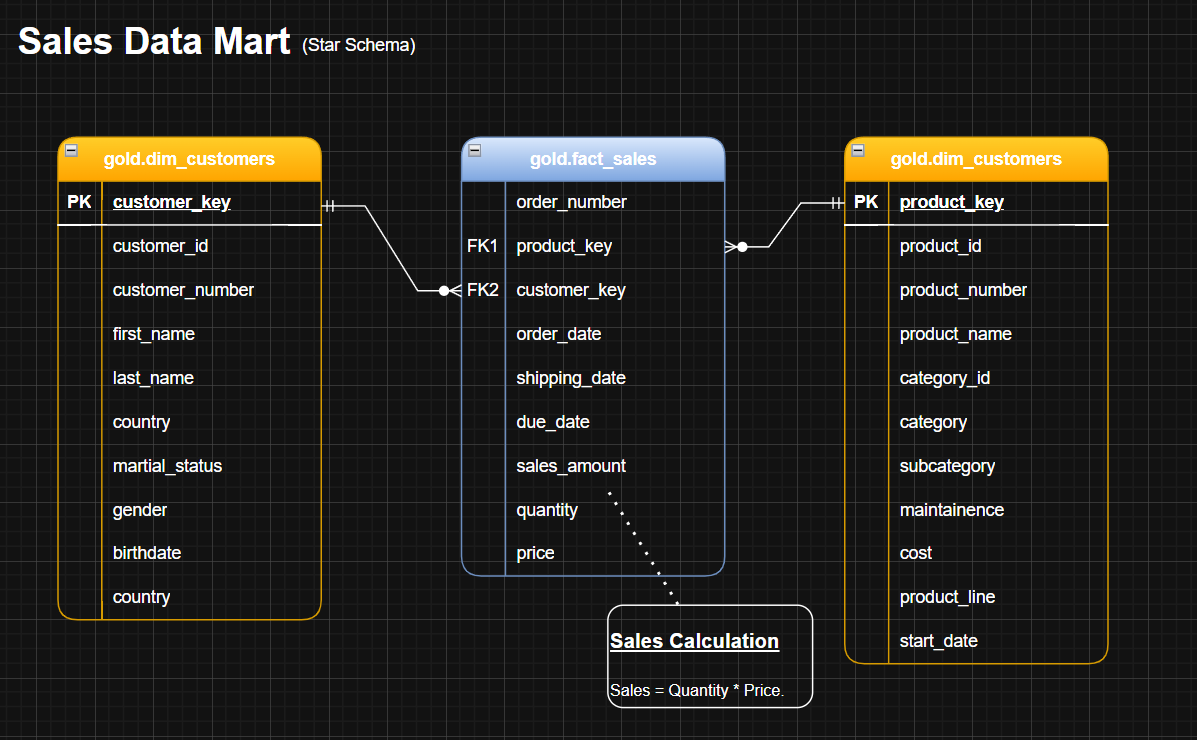 Sales Data Mart (Star Schema)
gold.dim_customers
PK customer_key
customer_id
customer_number
first_name
last_name
country
martial_status
gender
birthdate
country
gold.fact_sales
order_number
FK1 product_key
FK2 customer_key
order_date
shipping_date
due_date
sales_amount
quantity
price
Sales Calculation
Sales = Quantity * Price.
gold.dim_customers
PK product_key
product_id
product_number
product_name
category_id
category
subcategory
maintainence
cost
product_line
start_date